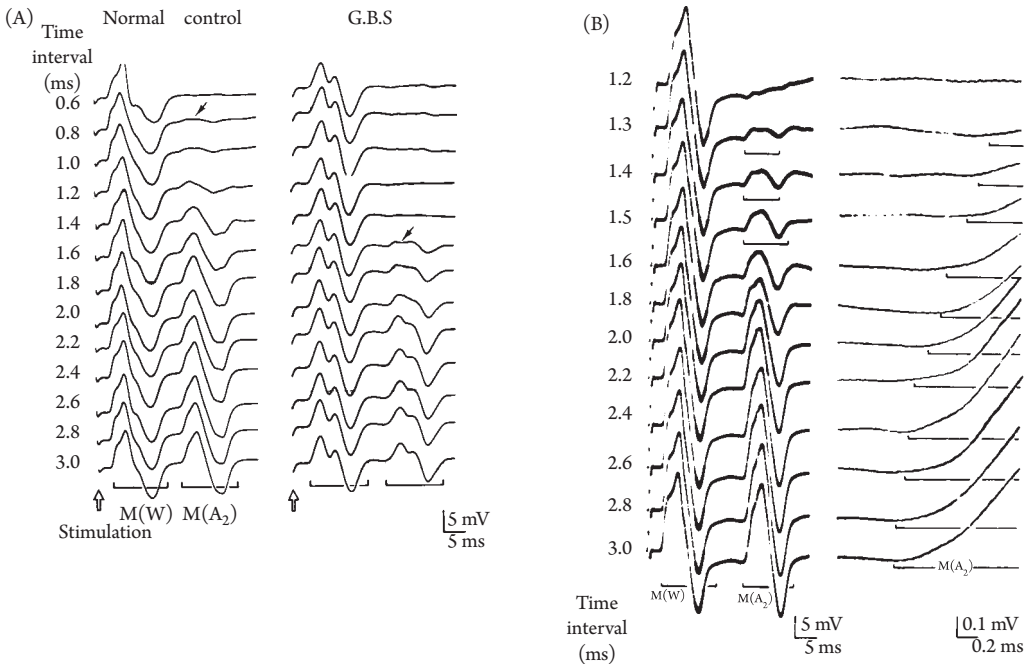 (A)
Normal control G.B.S
Time
interval
(ms)
0.6
0.8
1.0
1.2
1.4
1.6
1.8
2.0
2.2
2.4
2.6
2.8
3.0
M(W) M(A₂)
Stimulation
5 mV
5 ms
(B)
1.2
1.3
1.4
1.5
1.6
1.8
2.0
2.2
2.4
2.6
2.8
3.0
M(W) M(A₂) M(A₂)
Time
interval
(ms)
5 mV
5 ms
0.1 mV
0.2 ms